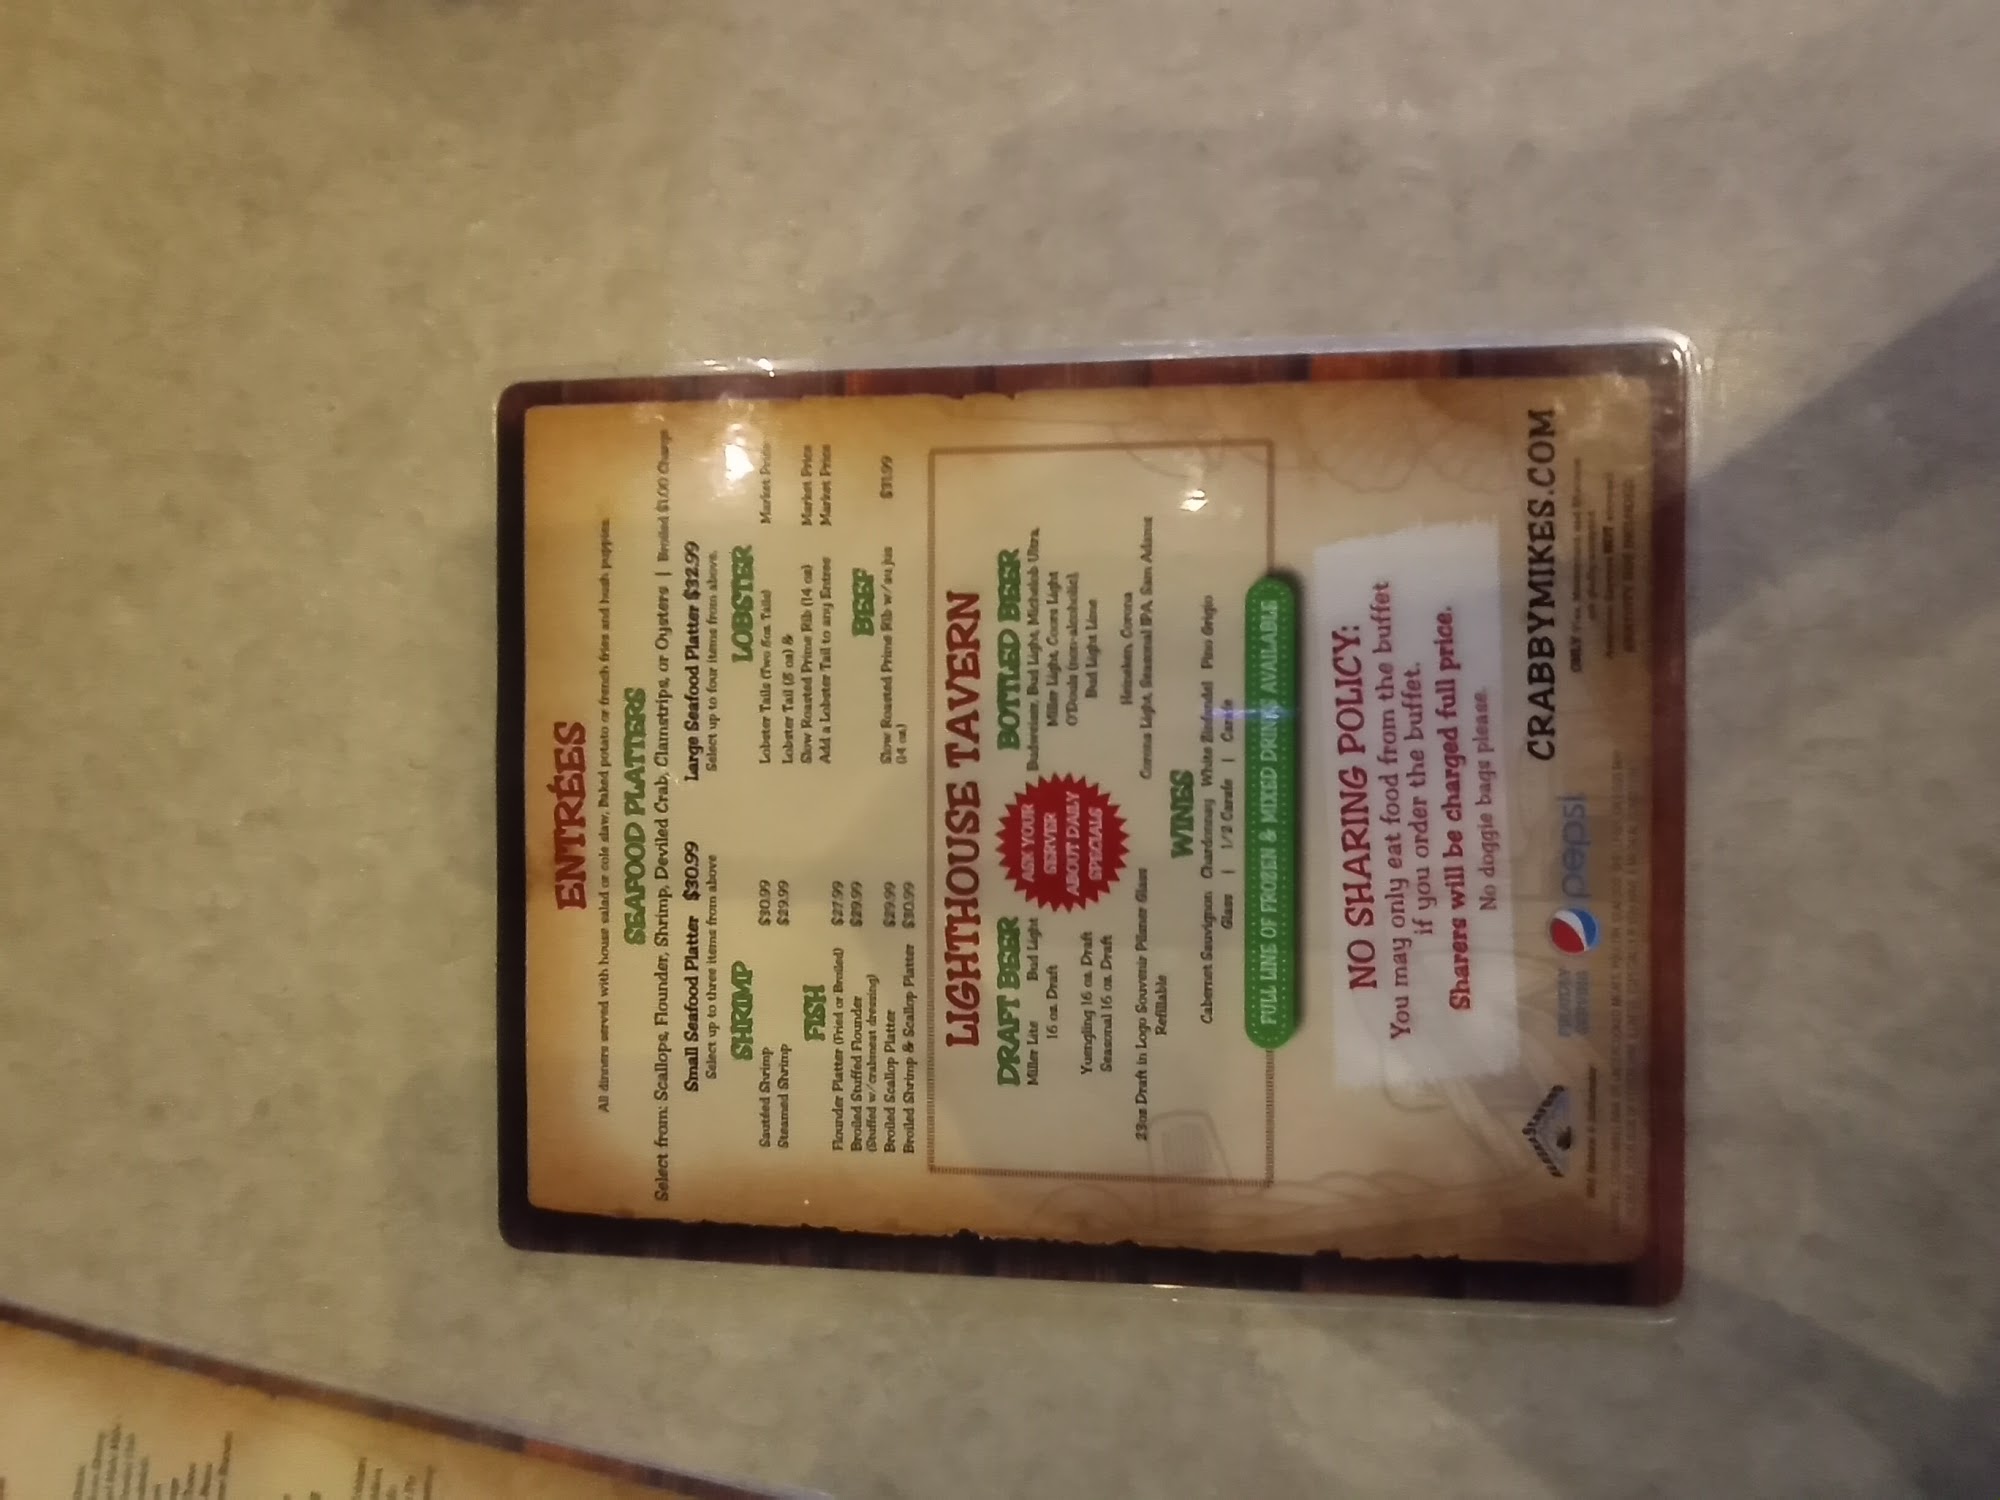 ENTRÉES
All dinners served with house salad or cole slaw, baked potato or french fries and hush puppies.
SEAFOOD PLATTERS
Select from: Scallops, Flounder, Shrimp, Deviled Crab, Clamstrips, or Oysters | Broiled $1.00 Charge
Small Seafood Platter $30.99
Select up to three items from above
Large Seafood Platter $32.99
Select up to four items from above.
SHRIMP
Sautéed Shrimp $30.99
Steamed Shrimp $29.99
FISH
Flounder Platter (Fried or Broiled) $27.99
Broiled Stuffed Flounder $29.99
(Stuffed w/crabmeat dressing)
Broiled Scallop Platter $29.99
Broiled Shrimp & Scallop Platter $30.99
LOBSTER
Lobster Tails (Two 8oz. Tails) Market Price
Lobster Tail (8 oz) &
Slow Roasted Prime Rib (14 oz) Market Price
Add a Lobster Tail to any Entree Market Price
BEEF
Slow Roasted Prime Rib w/au jus $31.99
(14 oz)
LIGHTHOUSE TAVERN
DRAFT BEER
Miller Lite Bud Light
16 oz. Draft
Yuengling 16 oz. Draft
Seasonal 16 oz. Draft
23oz Draft in Logo Souvenir Pilsner Glass
Refillable
ASK YOUR
SERVER
ABOUT DAILY
SPECIALS
BOTTLED BEER
Budweiser, Bud Light, Michelob Ultra,
Miller Light, Coors Light
O'Douls (non-alcoholic),
Bud Light Lime
Heineken, Corona
Corona Light, Seasonal IPA, Sam Adams
WINES
Cabernet Sauvignon Chardonnay White Zinfandel Pino Grigio
Glass | 1/2 Carafe | Carafe
FULL LINE OF FROZEN & MIXED DRINKS AVAILABLE
NO SHARING POLICY:
You may only eat food from the buffet
if you order the buffet.
Sharers will be charged full price.
No doggie bags please.
pepsi
CRABBYMIKES.COM